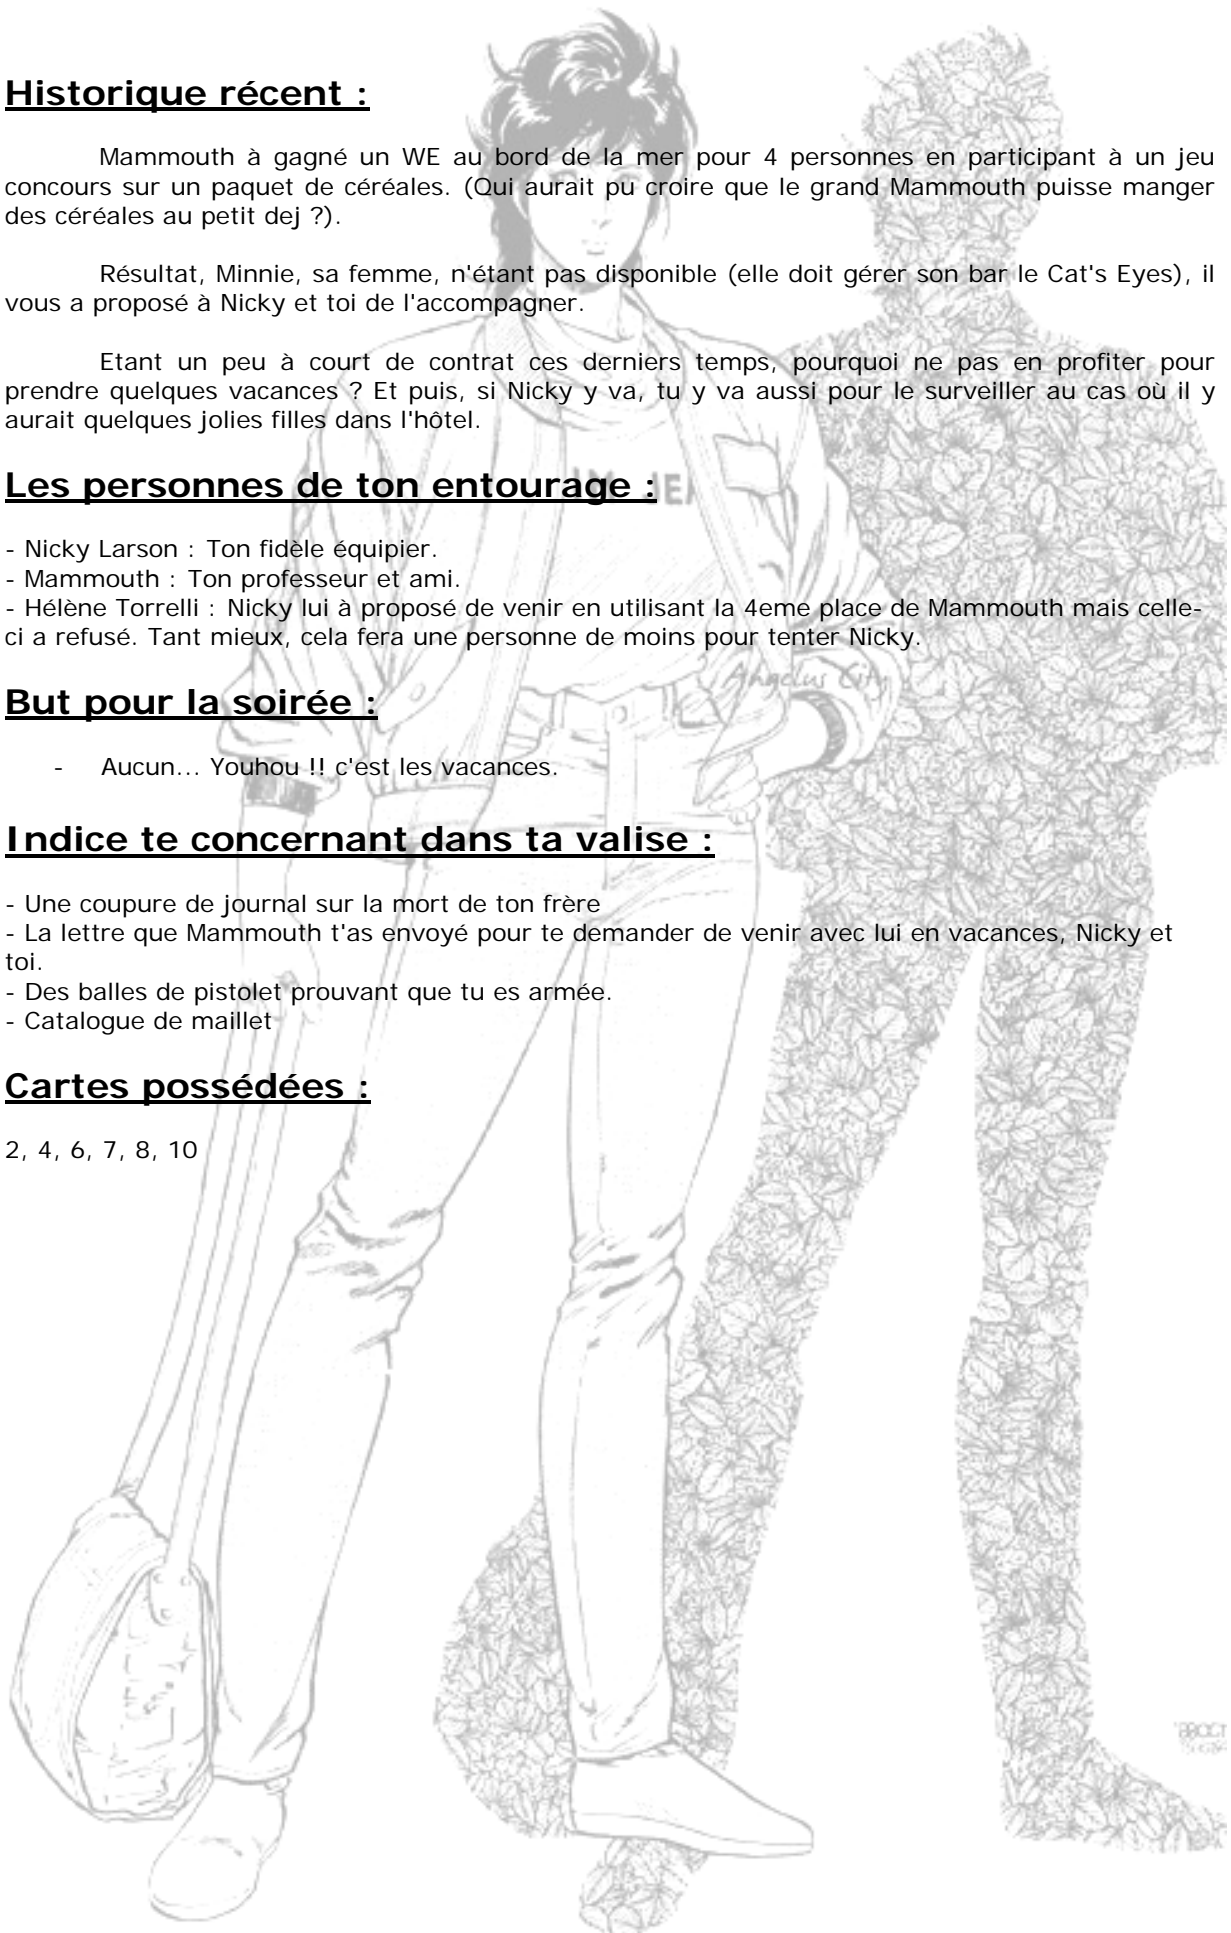 Historique récent :
Mammouth à gagné un WE au bord de la mer pour 4 personnes en participant à un jeu
concours sur un paquet de céréales. (Qui aurait pu croire que le grand Mammouth puisse manger
des céréales au petit dej ?).
Résultat, Minnie, sa femme, n'étant pas disponible (elle doit gérer son bar le Cat's Eyes), il
vous a proposé à Nicky et toi de l'accompagner.
Etant un peu à court de contrat ces derniers temps, pourquoi ne pas en profiter pour
prendre quelques vacances ? Et puis, si Nicky y va, tu y va aussi pour le surveiller au cas où il y
aurait quelques jolies filles dans l'hôtel.
Les personnes de ton entourage :
- Nicky Larson : Ton fidèle équipier.
- Mammouth : Ton professeur et ami.
- Hélène Torrelli : Nicky lui à proposé de venir en utilisant la 4eme place de Mammouth mais celle-
ci a refusé. Tant mieux, cela fera une personne de moins pour tenter Nicky.
Angelus City
But pour la soirée :
- Aucun... Youhou !! c'est les vacances.
Indice te concernant dans ta valise :
- Une coupure de journal sur la mort de ton frère
- La lettre que Mammouth t'as envoyé pour te demander de venir avec lui en vacances, Nicky et
toi.
- Des balles de pistolet prouvant que tu es armée.
- Catalogue de maillet
Cartes possédées :
2, 4, 6, 7, 8, 10